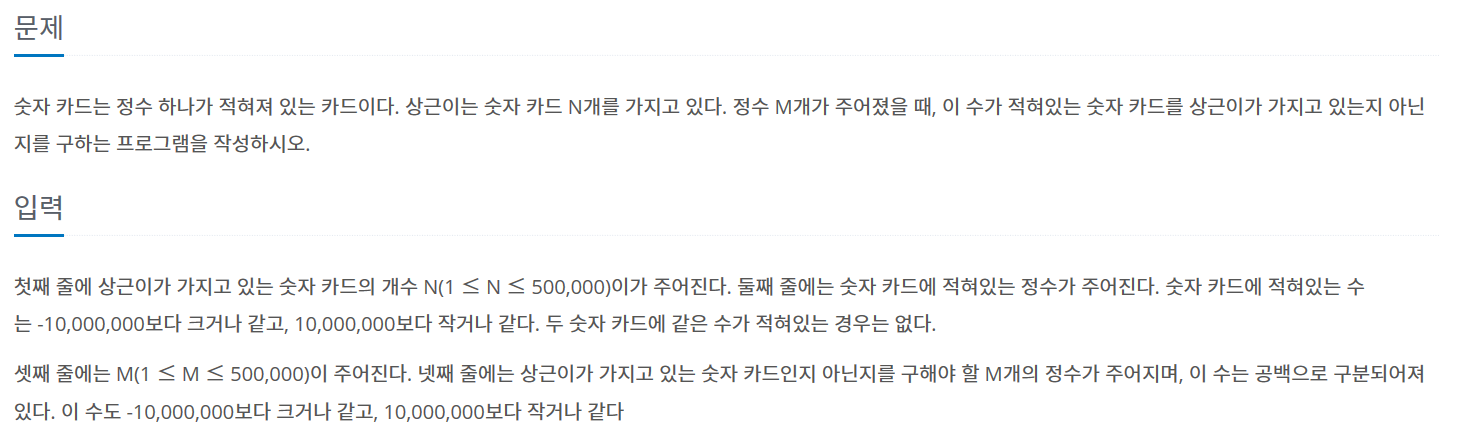 문제
숫자 카드는 정수 하나가 적혀져 있는 카드이다. 상근이는 숫자 카드 N개를 가지고 있다. 정수 M개가 주어졌을 때, 이 수가 적혀있는 숫자 카드를 상근이가 가지고 있는지 아닌
지를 구하는 프로그램을 작성하시오.
입력
첫째 줄에 상근이가 가지고 있는 숫자 카드의 개수 N(1 ≤ N ≤ 500,000)이가 주어진다. 둘째 줄에는 숫자 카드에 적혀있는 정수가 주어진다. 숫자 카드에 적혀있는 수
는 -10,000,000보다 크거나 같고, 10,000,000보다 작거나 같다. 두 숫자 카드에 같은 수가 적혀있는 경우는 없다.
셋째 줄에는 M(1 ≤ M ≤ 500,000)이 주어진다. 넷째 줄에는 상근이가 가지고 있는 숫자 카드인지 아닌지를 구해야 할 M개의 정수가 주어지며, 이 수는 공백으로 구분되어져
있다. 이 수도 -10,000,000보다 크거나 같고, 10,000,000보다 작거나 같다